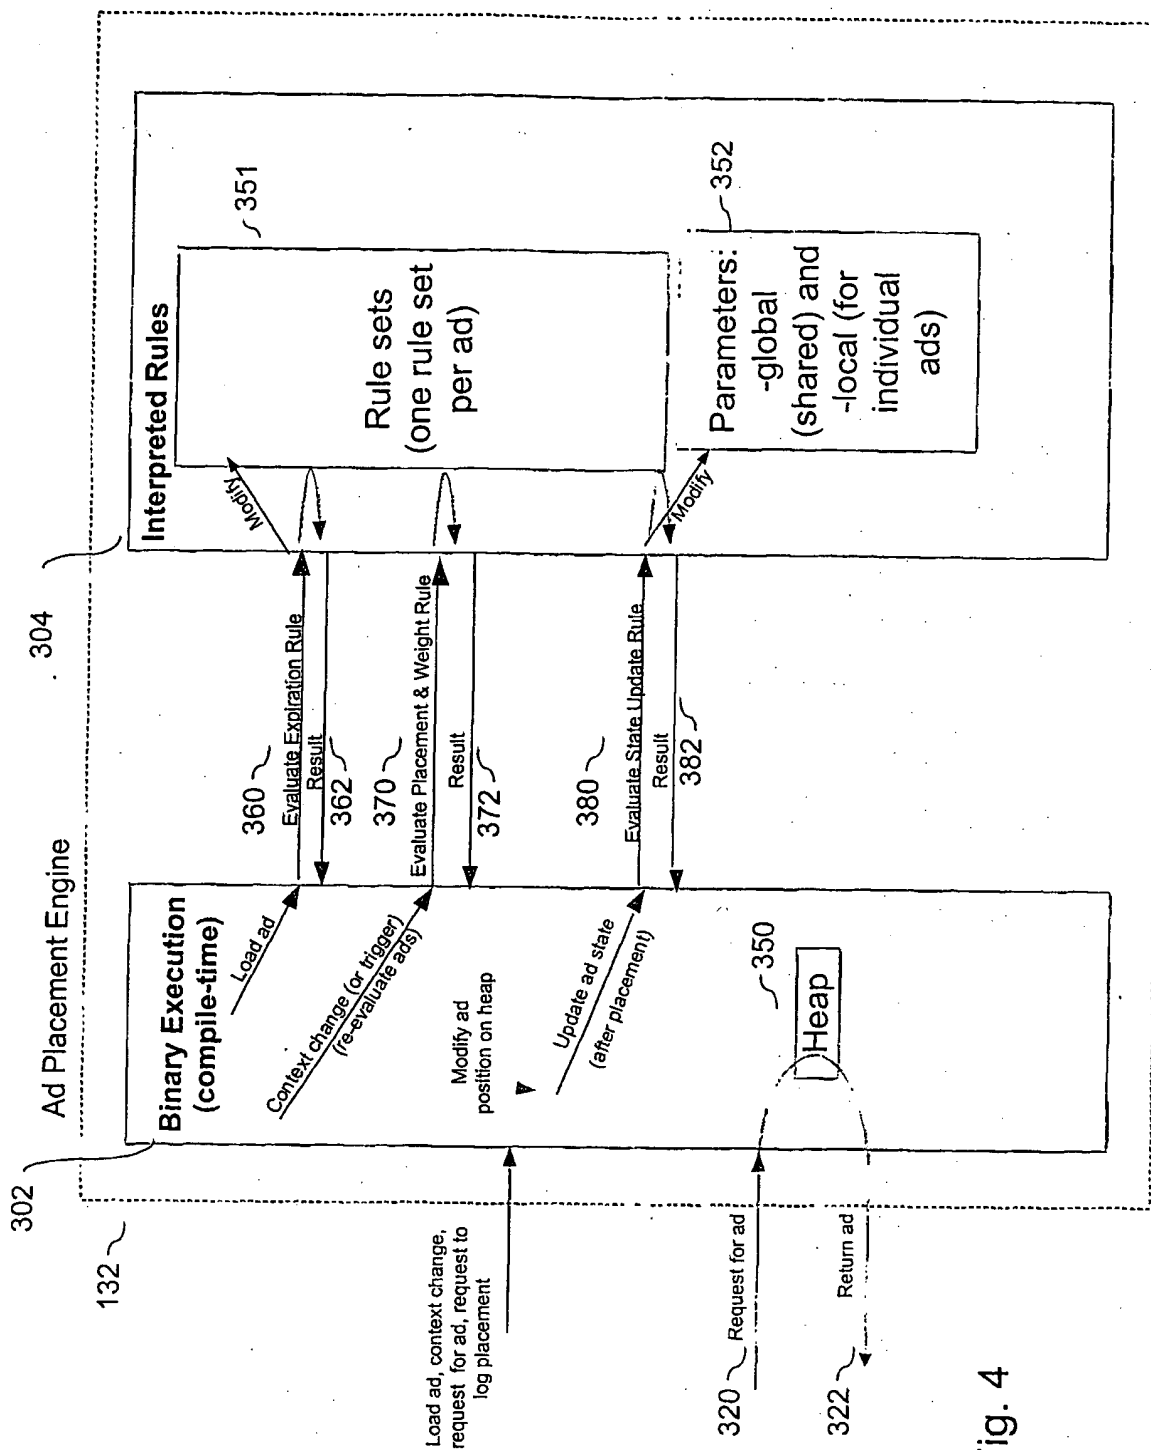 Ad Placement Engine
132
302
304
Binary Execution
(compile-time)
Load ad
Context change (or trigger)
(re-evaluate ads)
Modify ad
position on heap
Update ad state
(after placement)
350
Heap
Load ad, context change,
request for ad, request to
log placement
320
Request for ad
322
Return ad
360
Evaluate Expiration Rule
Result
362
370
Evaluate Placement & Weight Rule
Result
372
380
Evaluate State Update Rule
Result
382
Interpreted Rules
Modify
351
Rule sets
(one rule set
per ad)
Modify
352
Parameters:
-global
(shared) and
-local (for
individual
ads)
ig. 4